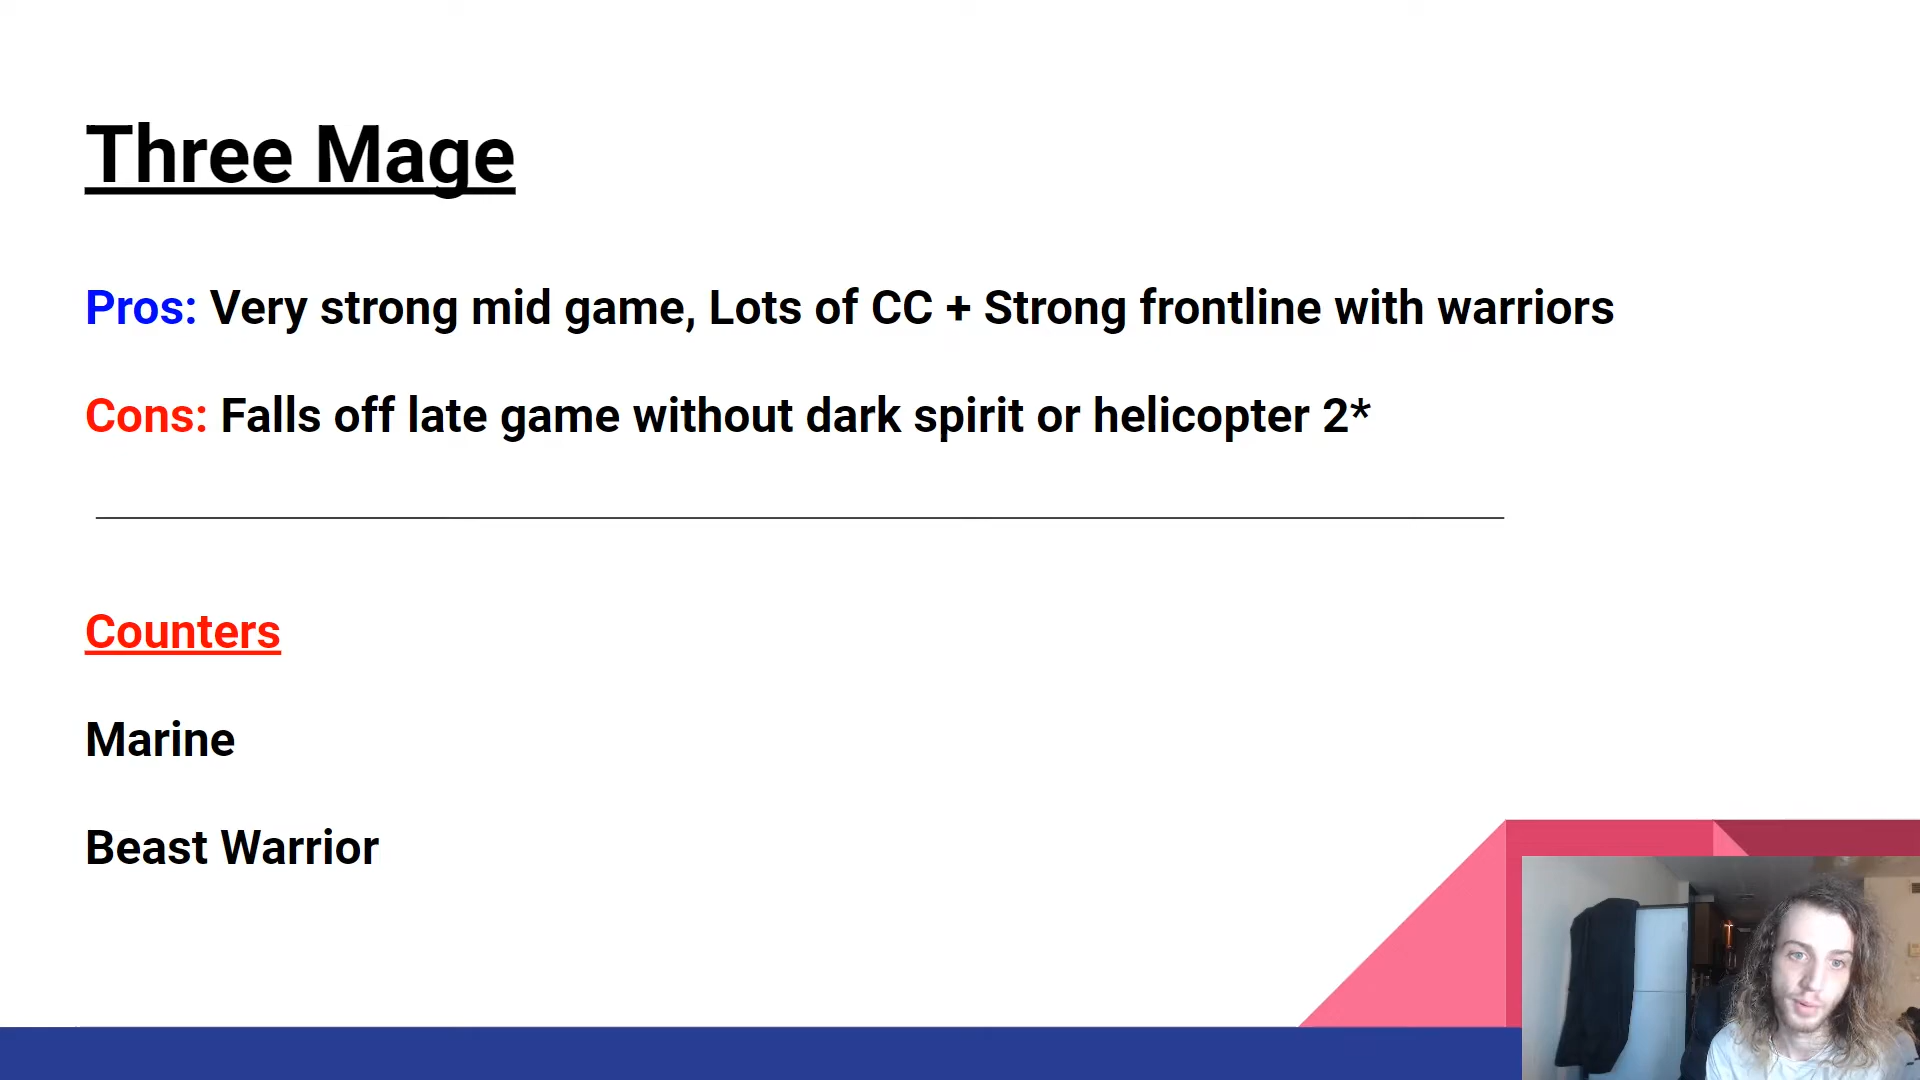 Three Mage
Pros: Very strong mid game, Lots of CC + Strong frontline with warriors
Cons: Falls off late game without dark spirit or helicopter 2*
Counters
Marine
Beast Warrior